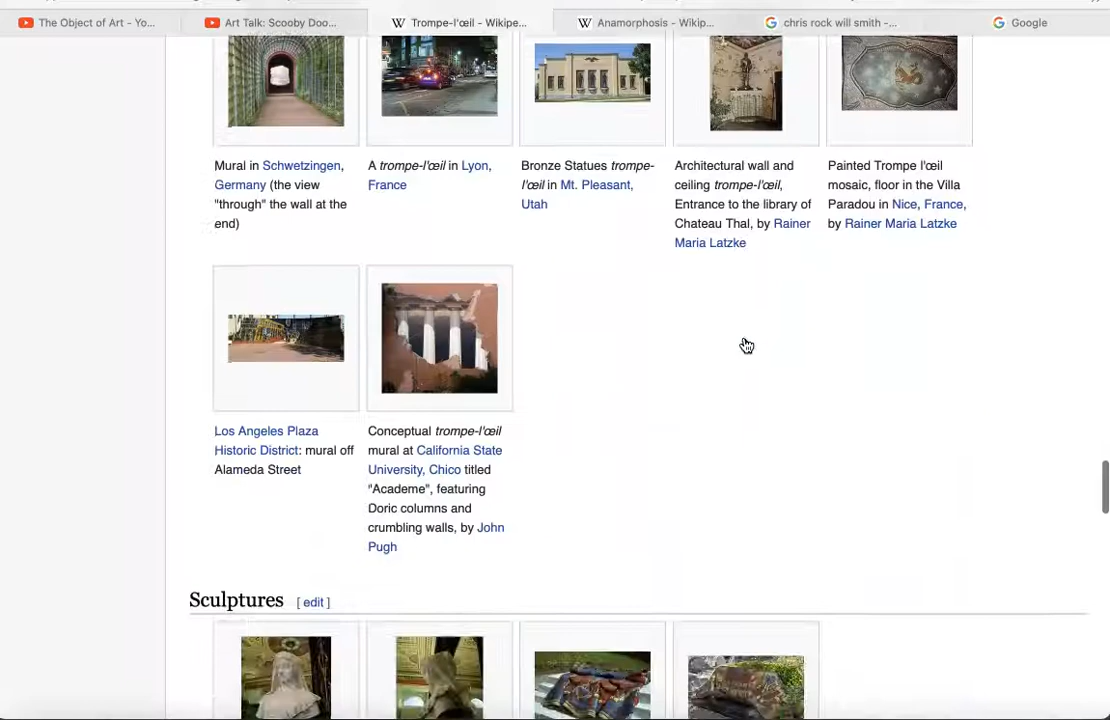 The Object of Art - Yo...
Art Talk: Scooby Doo...
Trompe-l'œil - Wikipe...
Anamorphosis - Wikip...
chris rock will smith -...
Google
Mural in Schwetzingen,
Germany (the view
"through" the wall at the
end)
A trompe-l'œil in Lyon,
France
Bronze Statues trompe-
l'œil in Mt. Pleasant,
Utah
Architectural wall and
ceiling trompe-l'œil,
Entrance to the library of
Chateau Thal, by Rainer
Maria Latzke
Painted Trompe l'œil
mosaic, floor in the Villa
Paradou in Nice, France,
by Rainer Maria Latzke
Los Angeles Plaza
Historic District: mural off
Alameda Street
Conceptual trompe-l'œil
mural at California State
University, Chico titled
"Academe", featuring
Doric columns and
crumbling walls, by John
Pugh
Sculptures [ edit ]